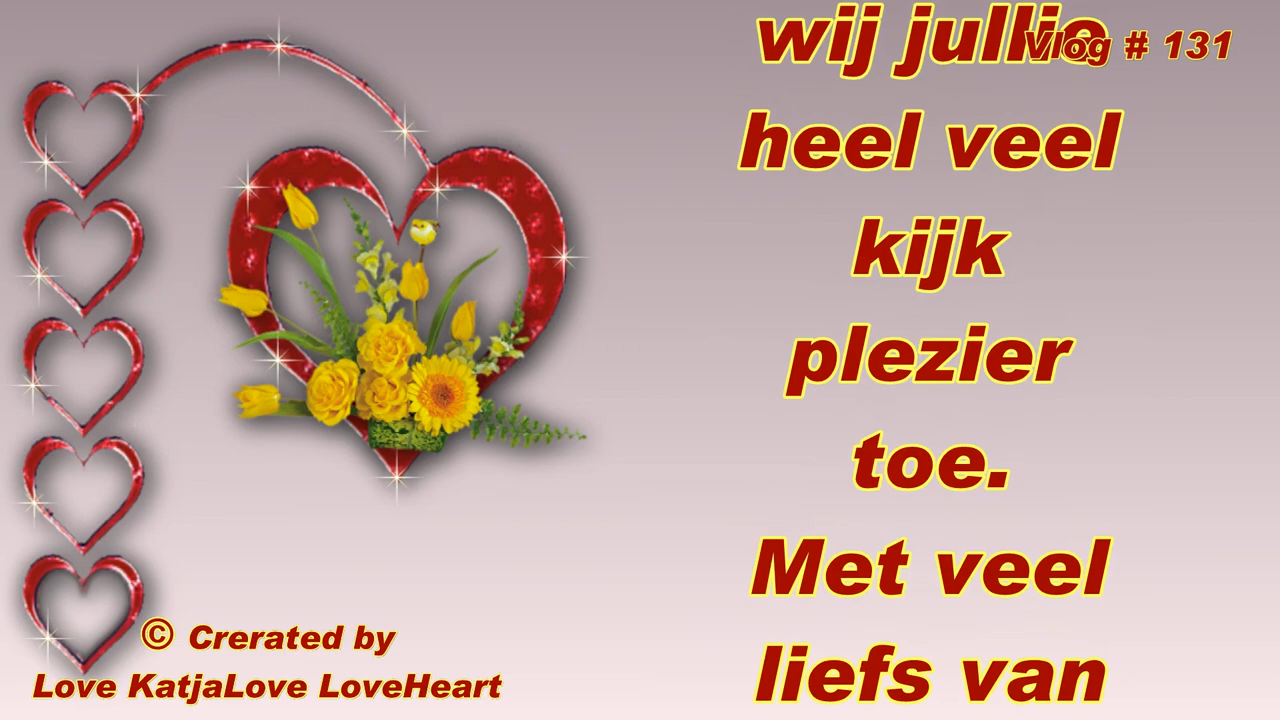 wij jullie
Vlog # 131
heel veel
kijk
plezier
toe.
Met veel
liefs van
© Crerated by
Love KatjaLove LoveHeart